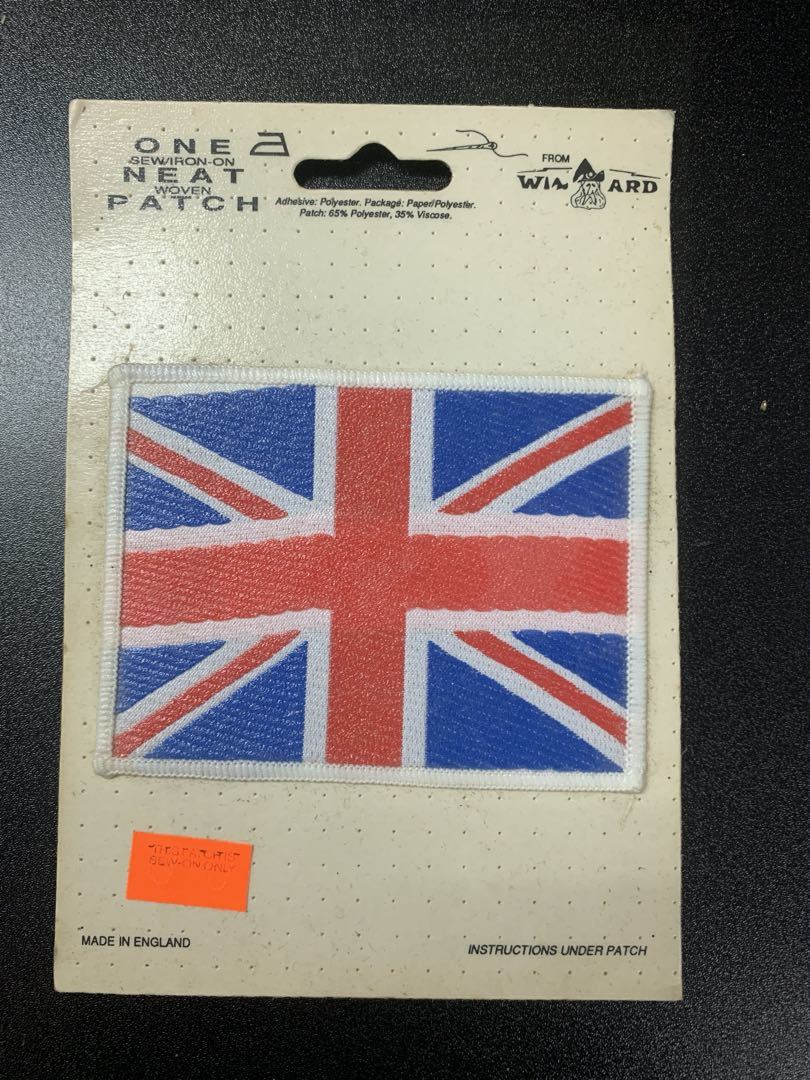 ONE
SEW/IRON-ON
NEAT
WOVEN
PATCH
Adhesive: Polyester. Package: Paper/Polyester.
Patch: 65% Polyester, 35% Viscose.
FROM
WIZARD
THIS PATCH IS
SEW-ON ONLY
MADE IN ENGLAND
INSTRUCTIONS UNDER PATCH